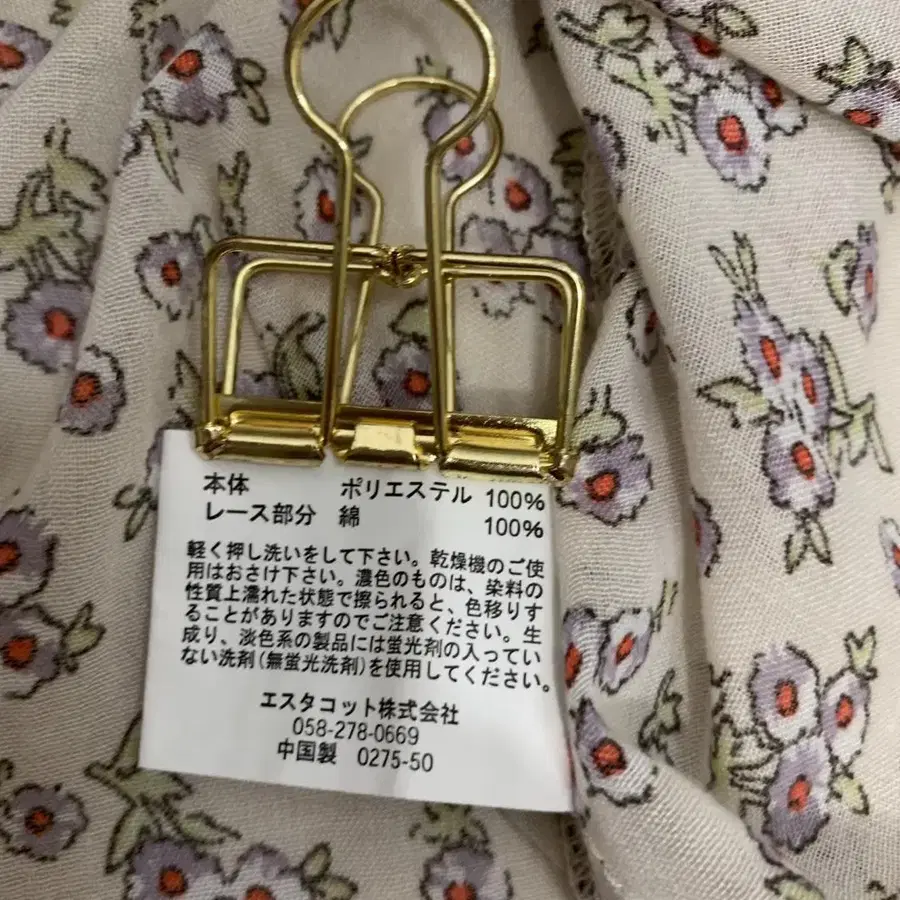 本体 ポリエステル 100%
レース部分 綿 100%
軽く押し洗いをして下さい。乾燥機のご使
用はおさけ下さい。濃色のものは、染料の
性質上濡れた状態で擦られると、色移りす
ることがありますのでご注意ください。生
成り、淡色系の製品には蛍光剤の入ってい
ない洗剤(無蛍光洗剤)を使用してください。
エスタコット株式会社
058-278-0669
中国製 0275-50